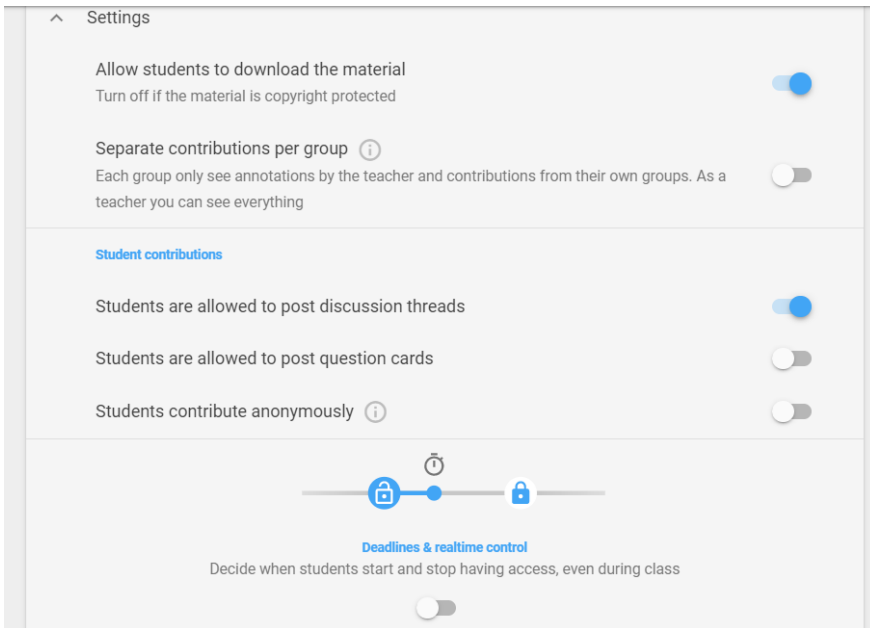 Settings
Allow students to download the material
Turn off if the material is copyright protected
Separate contributions per group
Each group only see annotations by the teacher and contributions from their own groups. As a
teacher you can see everything
Student contributions
Students are allowed to post discussion threads
Students are allowed to post question cards
Students contribute anonymously
Deadlines & realtime control
Decide when students start and stop having access, even during class